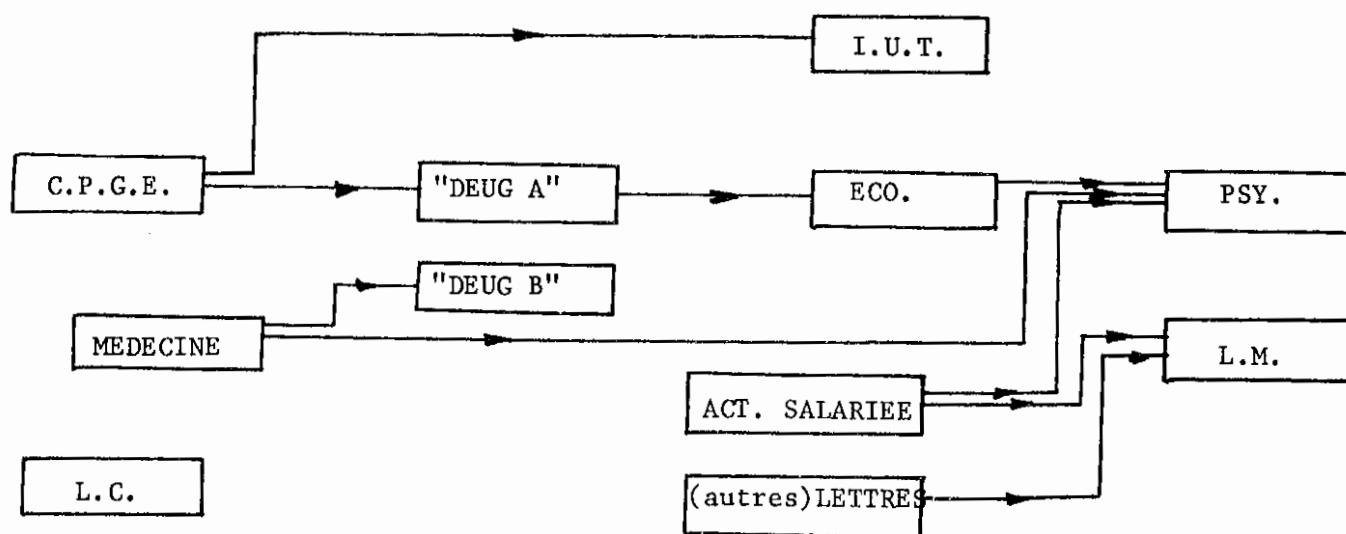 I.U.T.
C.P.G.E.
"DEUG A"
ECO.
PSY.
"DEUG B"
MEDECINE
L.M.
ACT. SALARIEE
L.C.
(autres)LETTRES